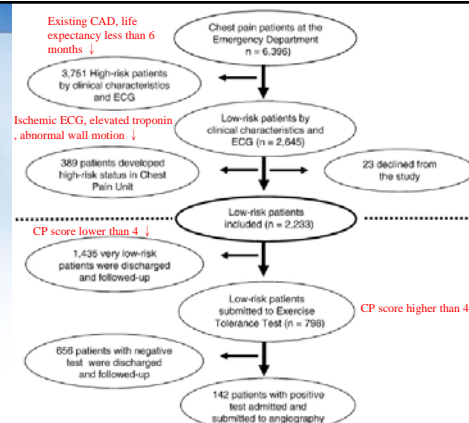 Existing CAD, life
expectancy less than 6
months ↓
Chest pain patients at the
Emergency Department
n = 6,396
3,751 High-risk patients
by clinical characteristics
and ECG
Ischemic ECG, elevated troponin
, abnormal wall motion ↓
Low-risk patients by
clinical characteristics and
ECG (n = 2,645)
389 patients developed
high-risk status in Chest
Pain Unit
23 declined from
the study
Low-risk patients
included (n = 2,233)
CP score lower than 4 ↓
1,435 very low-risk
patients were discharged
and followed-up
Low-risk patients
submitted to Exercise
Tolerance Test (n = 798)
CP score higher than 4
656 patients with negative
test were discharged
and followed-up
142 patients with positive
test admitted and
submitted to angiography